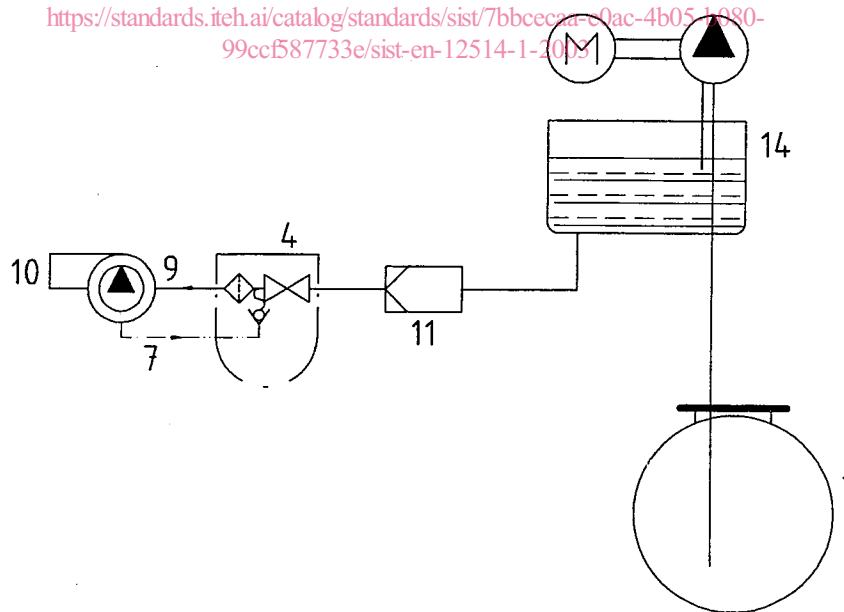 https://standards.iteh.ai/catalog/standards/sist/7bbcecaa-e0ac-4b05-b080-
99ccf587733e/sist-en-12514-1-2003
M
14
4
10
9
11
7